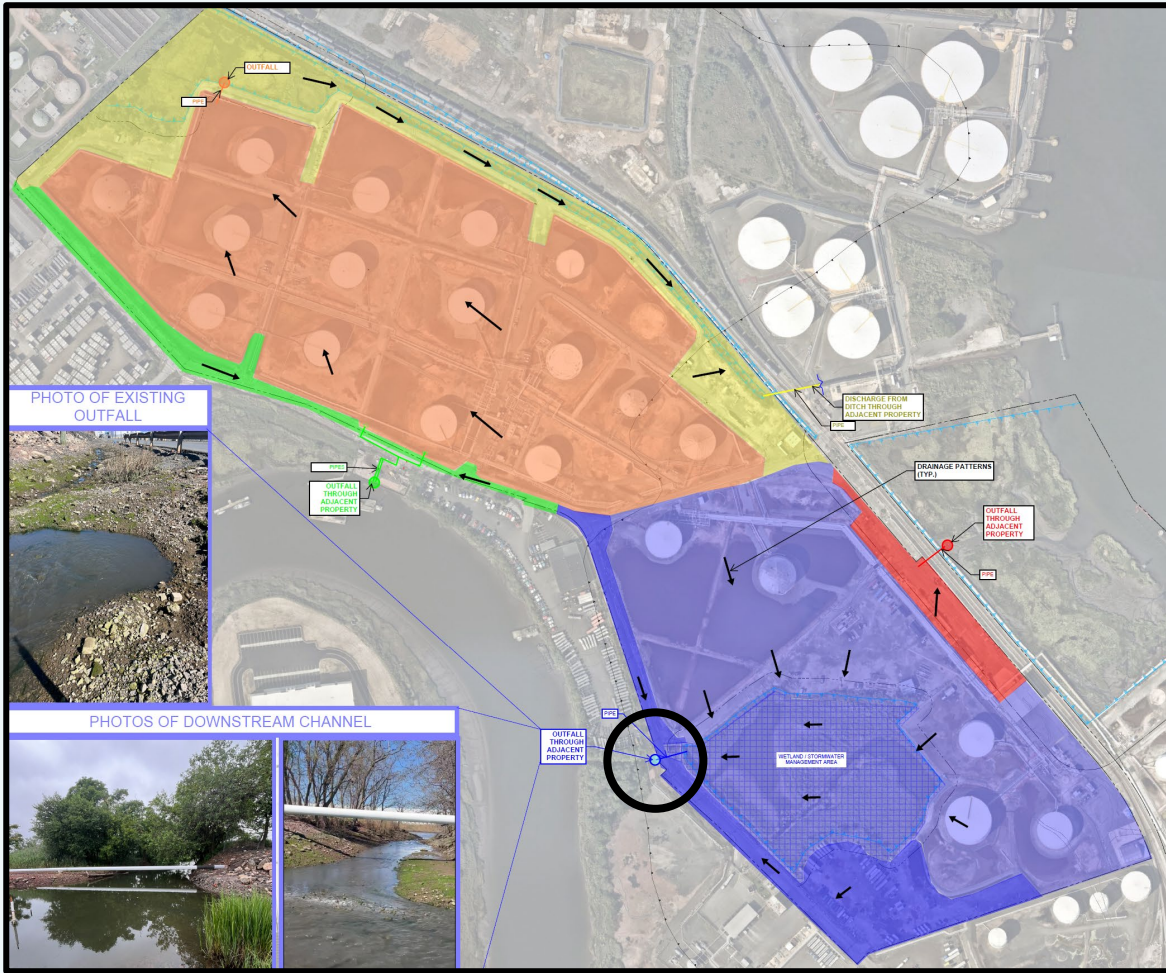 OUTFALL
PIPE
DISCHARGE FROM
DITCH THROUGH
ADJACENT PROPERTY
PIPE
PHOTO OF EXISTING
OUTFALL
PIPES
OUTFALL
THROUGH
ADJACENT
PROPERTY
DRAINAGE PATTERNS
(TYP.)
OUTFALL
THROUGH
ADJACENT
PROPERTY
PIPE
PIPE
OUTFALL
THROUGH
ADJACENT
PROPERTY
WETLAND / STORMWATER
MANAGEMENT AREA
PHOTOS OF DOWNSTREAM CHANNEL